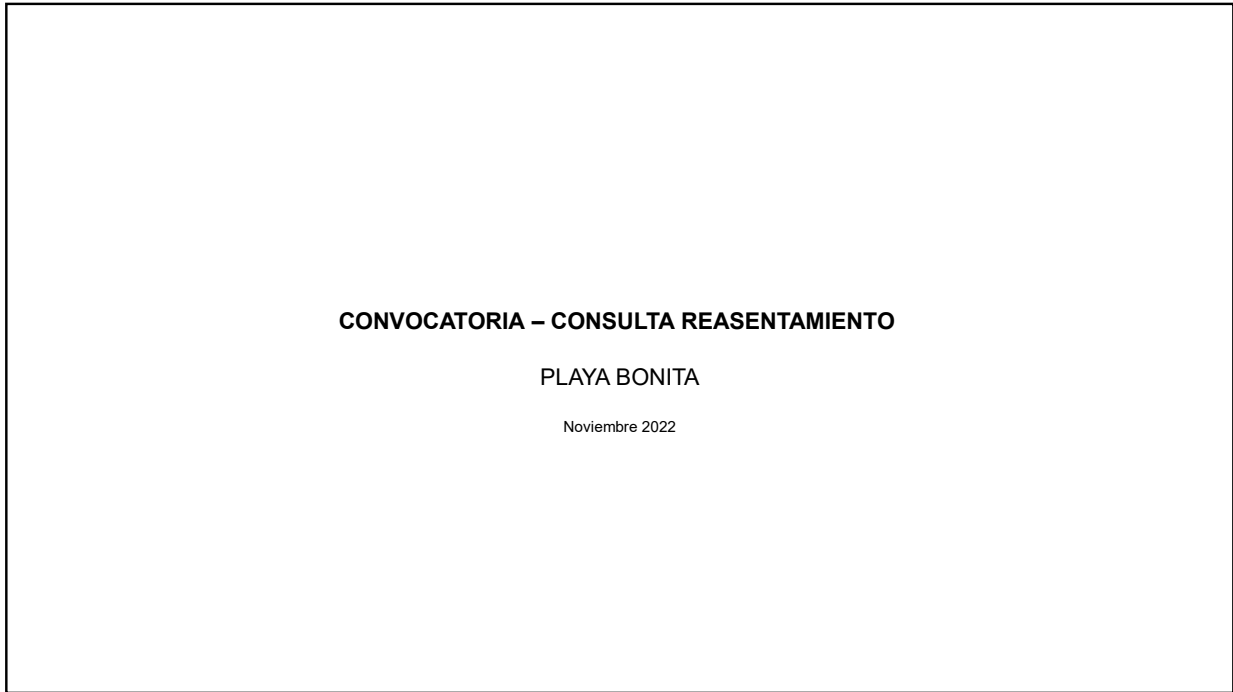 CONVOCATORIA – CONSULTA REASENTAMIENTO
PLAYA BONITA
Noviembre 2022